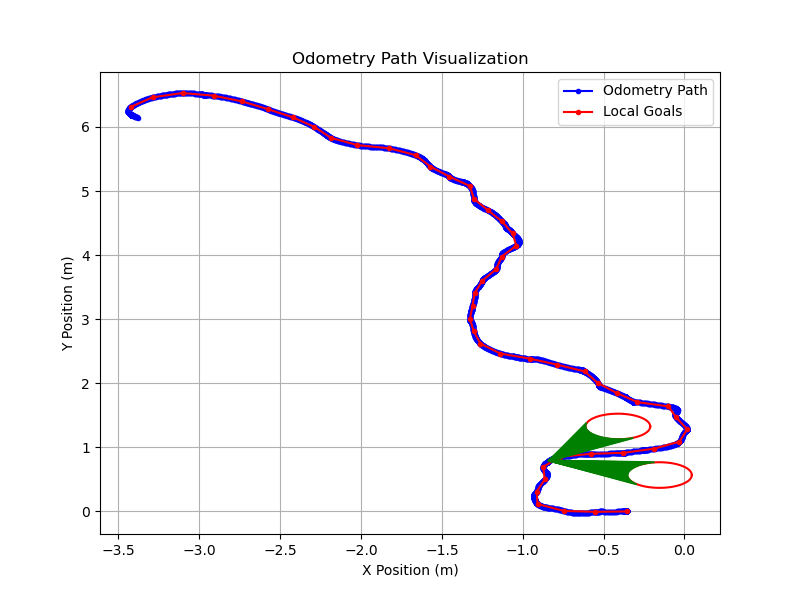 Odometry Path Visualization
Odometry Path
Local Goals
Y Position (m)
6
5
4
3
2
1
0
−3.5 −3.0 −2.5 −2.0 −1.5 −1.0 −0.5 0.0
X Position (m)